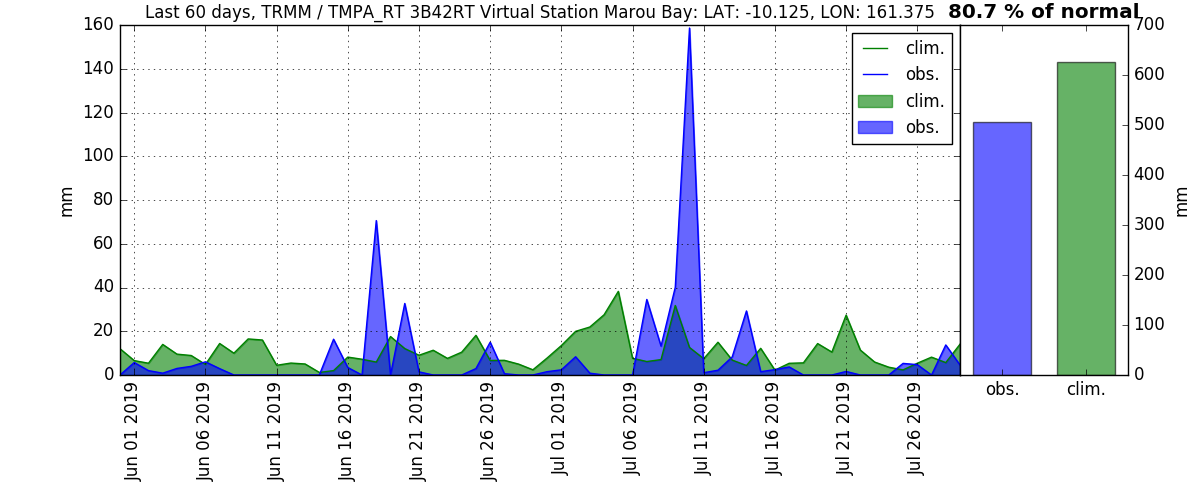 Last 60 days, TRMM / TMPA_RT 3B42RT Virtual Station Marou Bay: LAT: -10.125, LON: 161.375 80.7 % of normal
160
140
120
100
80
60
40
20
0
mm
clim.
obs.
clim.
obs.
Jun 01 2019
Jun 06 2019
Jun 11 2019
Jun 16 2019
Jun 21 2019
Jun 26 2019
Jul 01 2019
Jul 06 2019
Jul 11 2019
Jul 16 2019
Jul 21 2019
Jul 26 2019
700
600
500
400
300
200
100
0
mm
obs. clim.